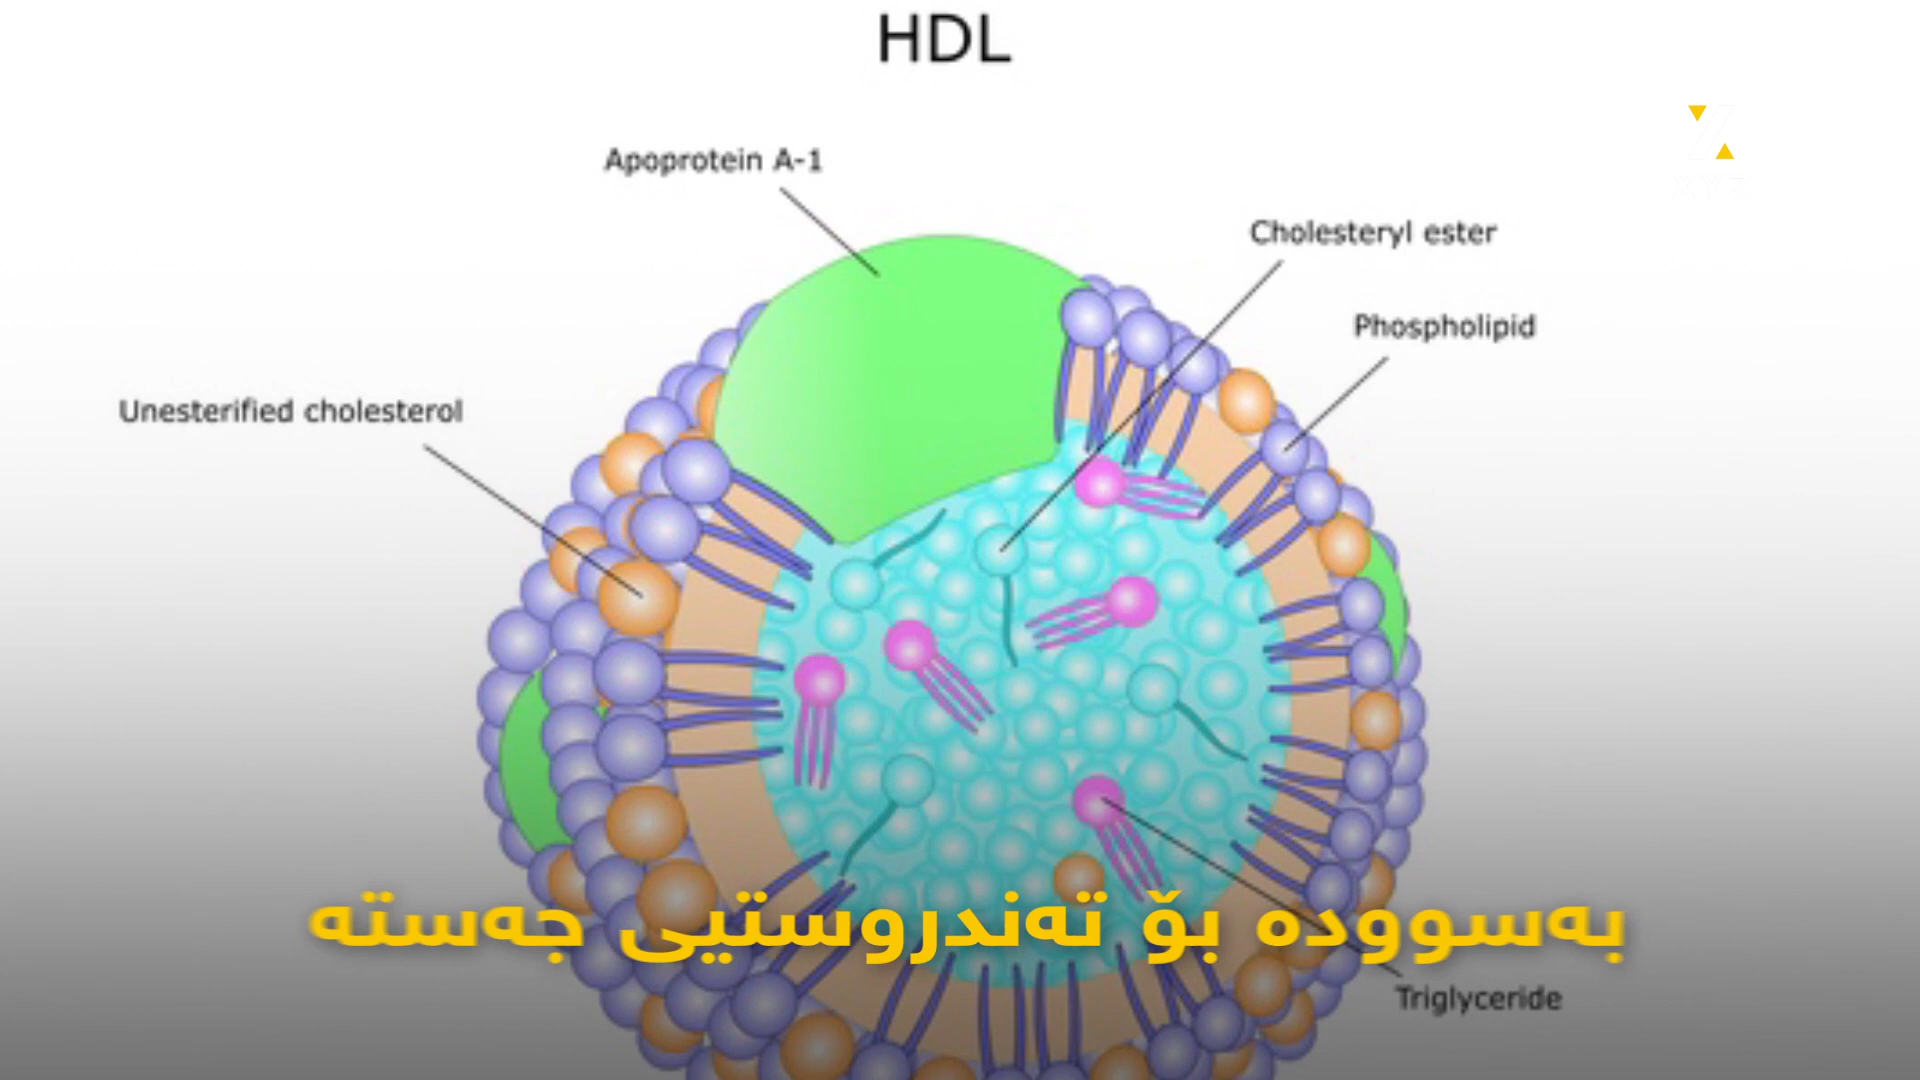 HDL
Apoprotein A-1
Cholesteryl ester
Phospholipid
Unesterified cholesterol
بەسوودە بۆ تەندروستیی جەستە
Triglyceride